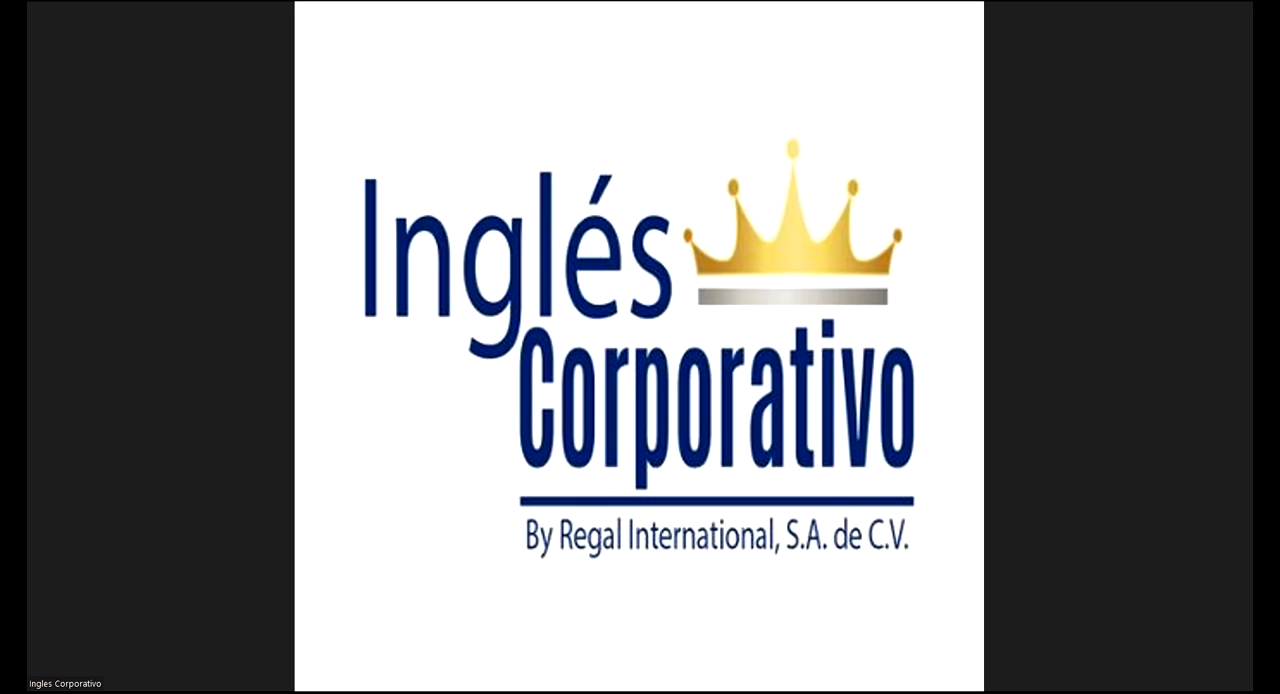 Inglés
Corporativo
By Regal International, S.A. de C.V.
Ingles Corporativo